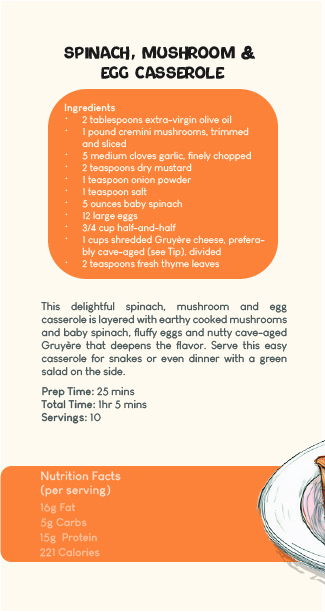 SPINACH, MUSHROOM &
EGG CASSEROLE
Ingredients
• 2 tablespoons extra-virgin olive oil
• 1 pound cremini mushrooms, trimmed
and sliced
• 5 medium cloves garlic, finely chopped
• 2 teaspoons dry mustard
• 1 teaspoon onion powder
• 1 teaspoon salt
• 5 ounces baby spinach
• 12 large eggs
• 3/4 cup half-and-half
• 1 cups shredded Gruyère cheese, prefera-
bly cave-aged (see Tip), divided
• 2 teaspoons fresh thyme leaves
This delightful spinach, mushroom and egg
casserole is layered with earthy cooked mushrooms
and baby spinach, fluffy eggs and nutty cave-aged
Gruyère that deepens the flavor. Serve this easy
casserole for snakes or even dinner with a green
salad on the side.
Prep Time: 25 mins
Total Time: 1hr 5 mins
Servings: 10
Nutrition Facts
(per serving)
16g Fat
5g Carbs
15g Protein
221 Calories